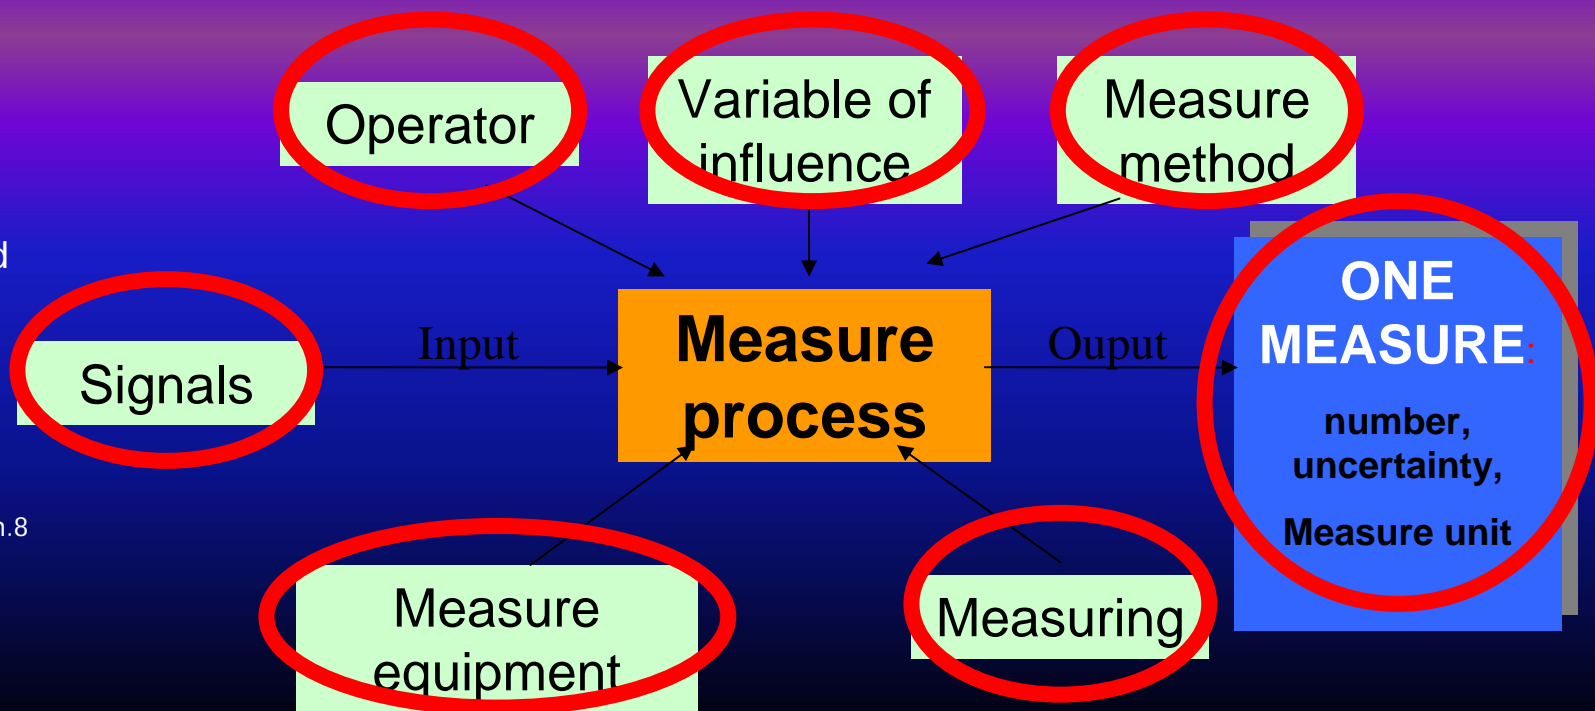 Operator
Variable of
influence
Measure
method
d
Signals
Input
Measure
process
Ouput
ONE
MEASURE:
number,
uncertainty,
Measure unit
n.8
Measure
equipment
Measuring